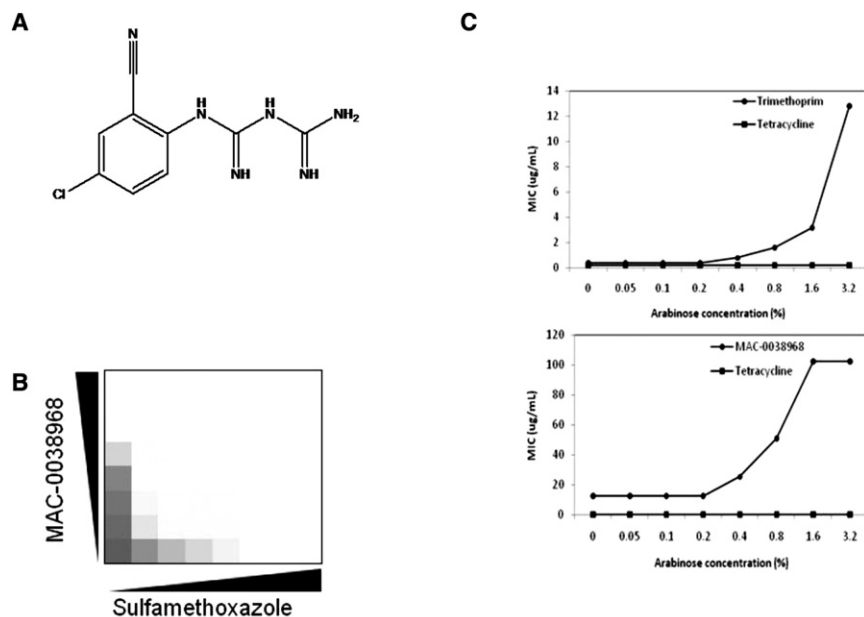 A
N
H
N
H
N
NH₂
NH
NH
Cl
B
MAC-0038968
Sulfamethoxazole
C
14
12
10
8
6
4
2
0
MIC (ug/mL)
Trimethoprim
Tetracycline
0 0.05 0.1 0.2 0.4 0.8 1.6 3.2
Arabinose concentration (%)
120
100
80
60
40
20
0
MIC (ug/mL)
MAC-0038968
Tetracycline
0 0.05 0.1 0.2 0.4 0.8 1.6 3.2
Arabinose concentration (%)